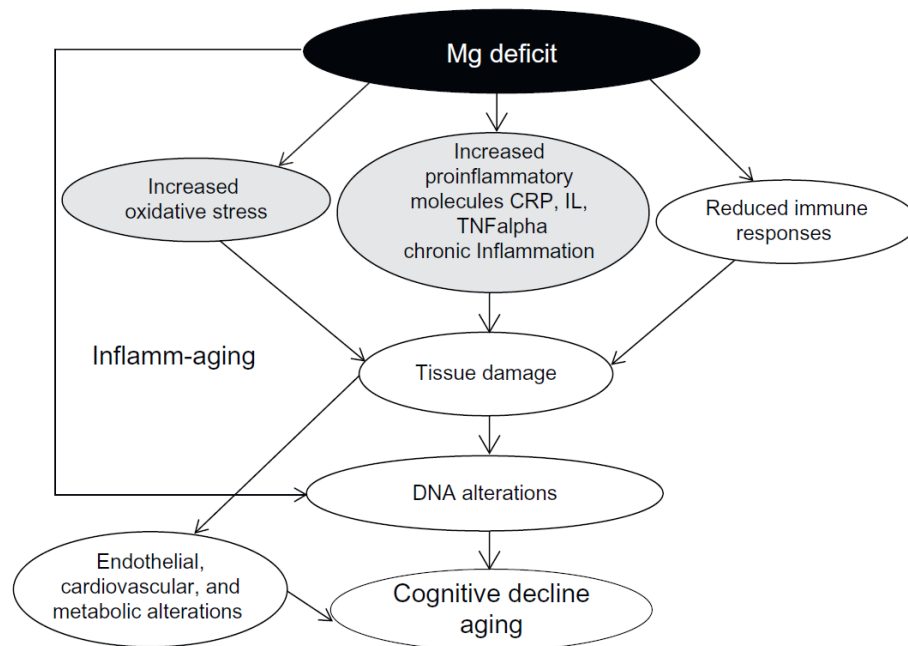 Mg deficit
Increased
oxidative stress
Increased
proinflammatory
molecules CRP, IL,
TNFalpha
chronic Inflammation
Reduced immune
responses
Inflamm-aging
Tissue damage
DNA alterations
Endothelial,
cardiovascular, and
metabolic alterations
Cognitive decline
aging